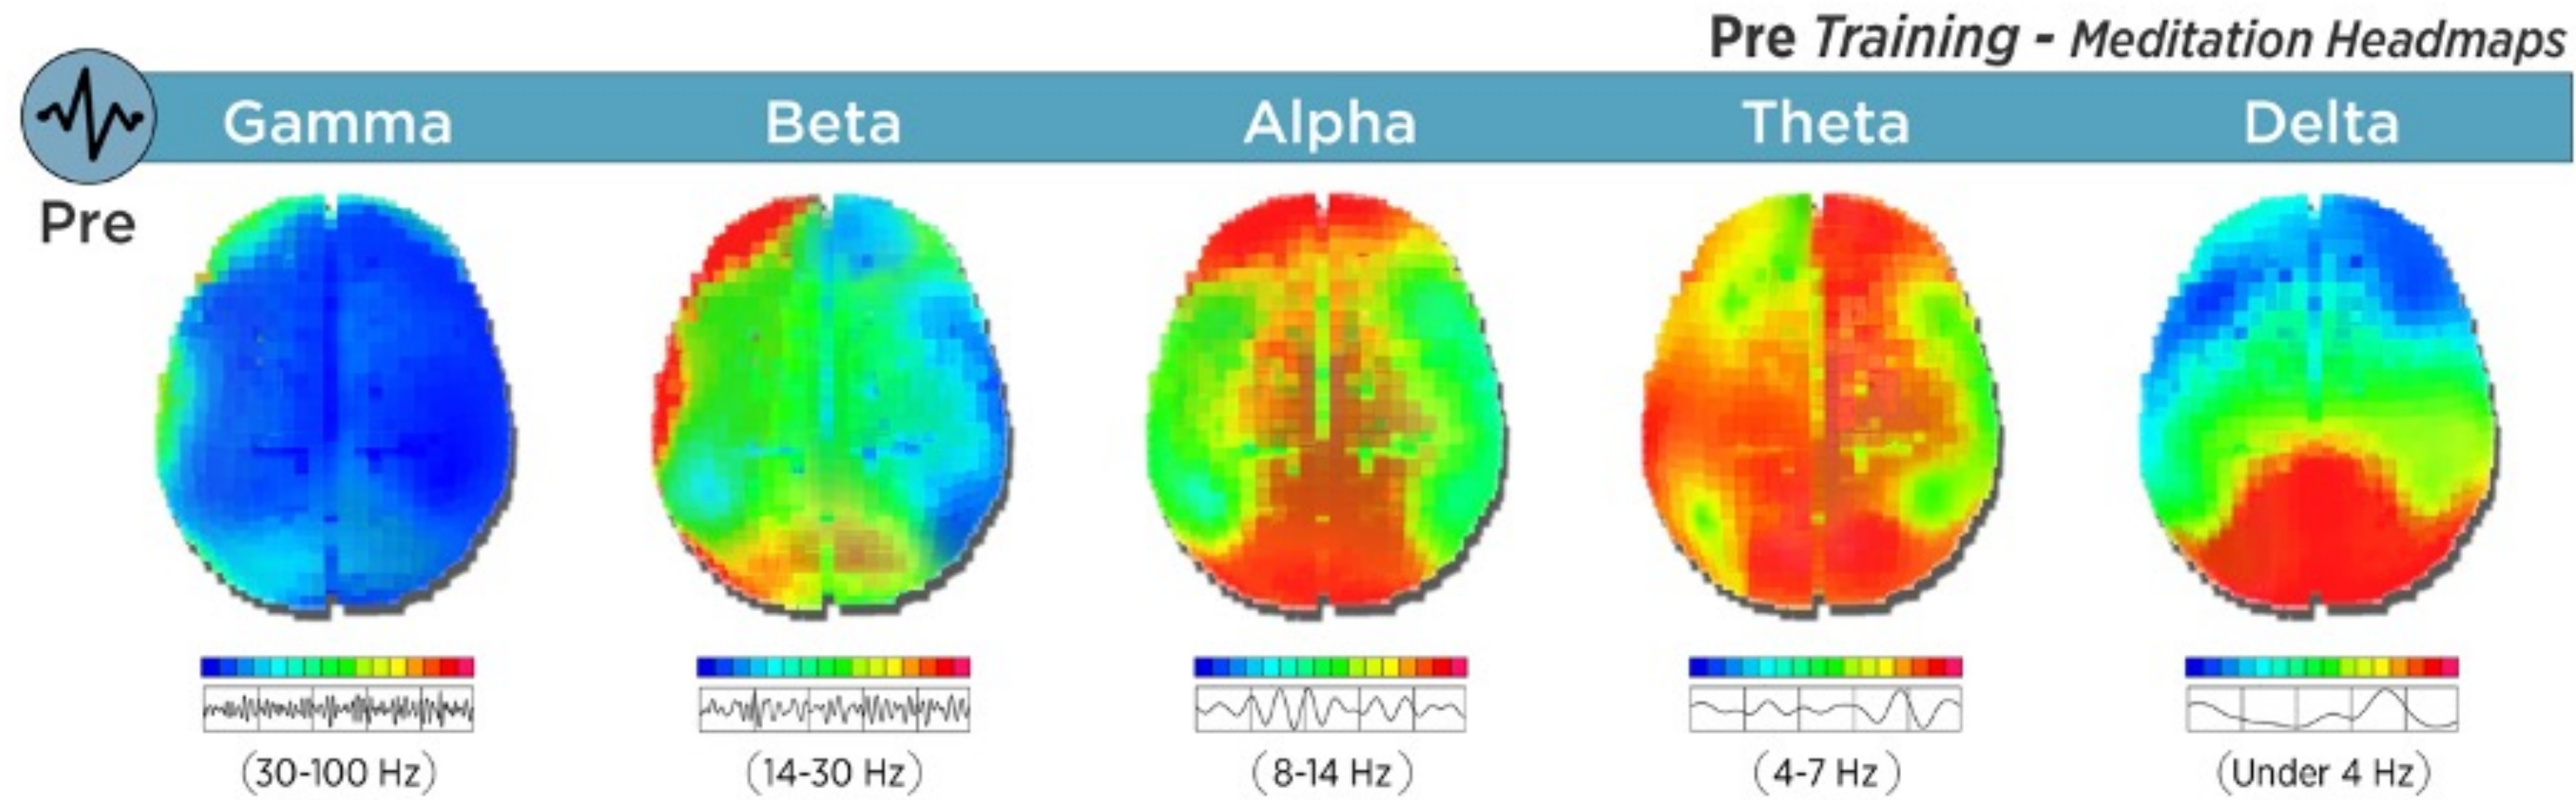 Pre Training - Meditation Headmaps
Gamma Beta Alpha Theta Delta
Pre
(30-100 Hz) (14-30 Hz) (8-14 Hz) (4-7 Hz) (Under 4 Hz)